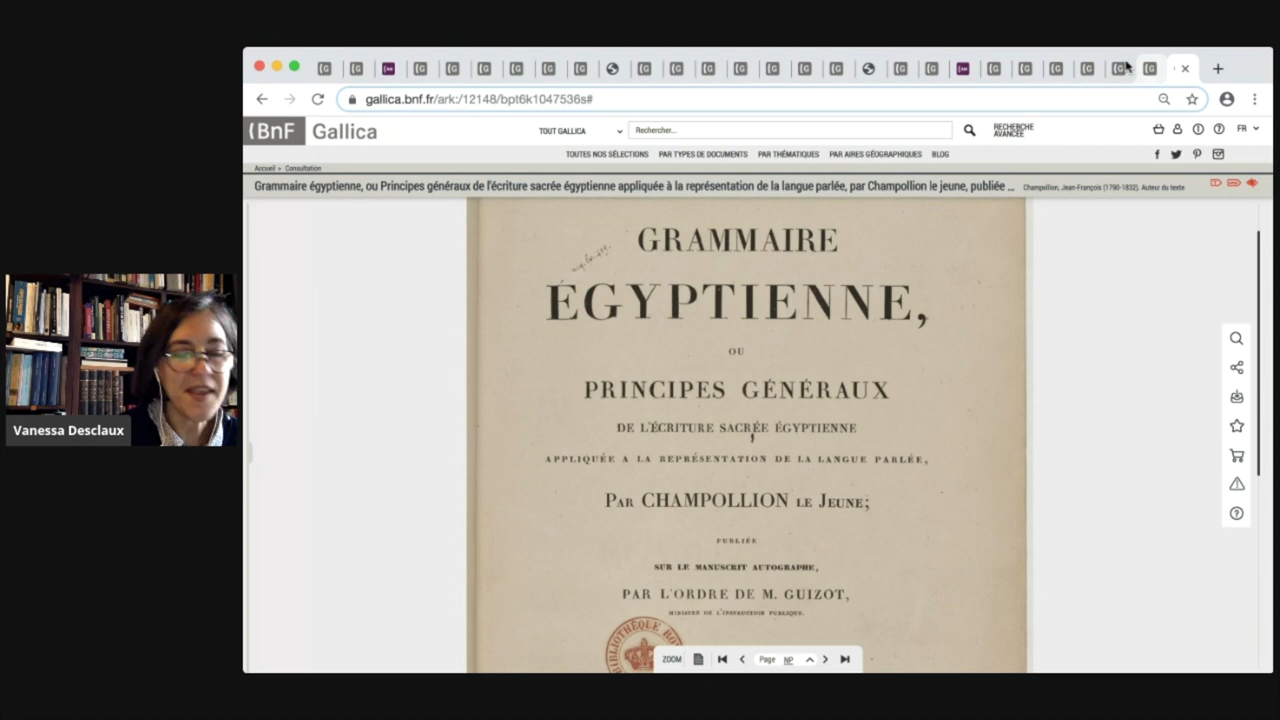 gallica.bnf.fr/ark:/12148/bpt6k1047536s#
{BnF Gallica
TOUT GALLICA
Rechercher...
RECHERCHE AVANCÉE
FR
TOUTES NOS SÉLECTIONS PAR TYPES DE DOCUMENTS PAR THÉMATIQUES PAR AIRES GÉOGRAPHIQUES BLOG
Accueil > Consultation
Grammaire égyptienne, ou Principes généraux de l'écriture sacrée égyptienne appliquée à la représentation de la langue parlée, par Champollion le jeune, publiée ... Champollion, Jean-François (1790-1832). Auteur du texte
GRAMMAIRE
ÉGYPTIENNE,
OU
PRINCIPES GÉNÉRAUX
DE L'ÉCRITURE SACRÉE ÉGYPTIENNE
APPLIQUÉE A LA REPRÉSENTATION DE LA LANGUE PARLÉE,
PAR CHAMPOLLION LE JEUNE;
PUBLIÉE
SUR LE MANUSCRIT AUTOGRAPHE,
PAR L'ORDRE DE M. GUIZOT,
MINISTRE DE L'INSTRUCTION PUBLIQUE.
BIBLIOTHÈQUE
ZOOM Page NP
Vanessa Desclaux